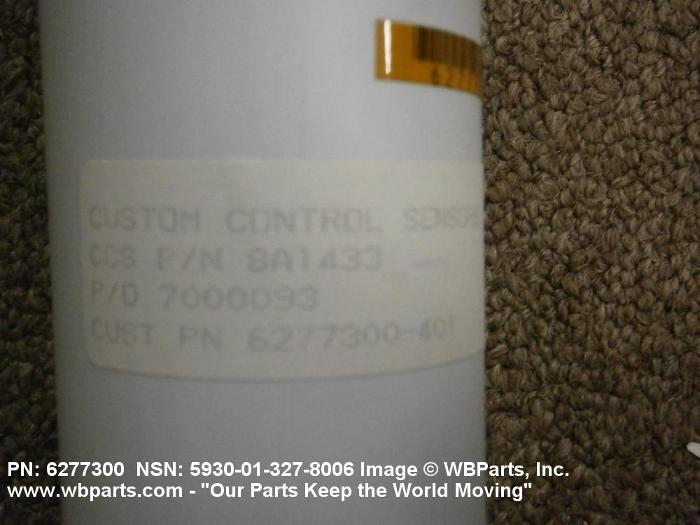 6277
CUSTOM CONTROL SENSORS
CCS P/N 8A1433 —
P/O 7000093
CUST PN 6277300-401
PN: 6277300 NSN: 5930-01-327-8006 Image © WBParts, Inc.
www.wbparts.com - "Our Parts Keep the World Moving"